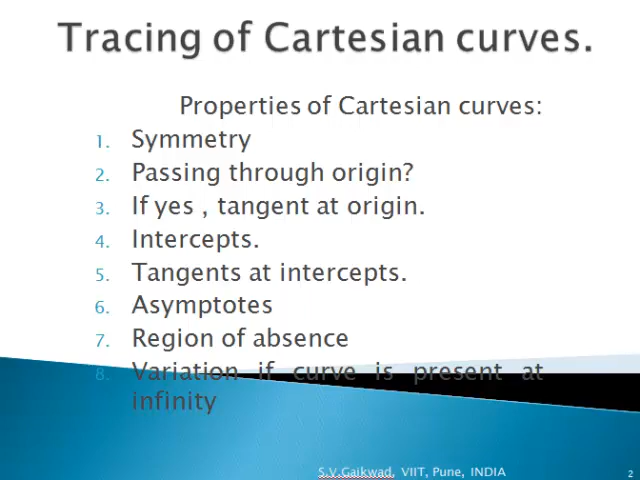 Tracing of Cartesian curves.
Properties of Cartesian curves:
1. Symmetry
2. Passing through origin?
3. If yes , tangent at origin.
4. Intercepts.
5. Tangents at intercepts.
6. Asymptotes
7. Region of absence
8. Variation if curve is present at
infinity
S.V.Gaikwad, VIIT, Pune, INDIA
2